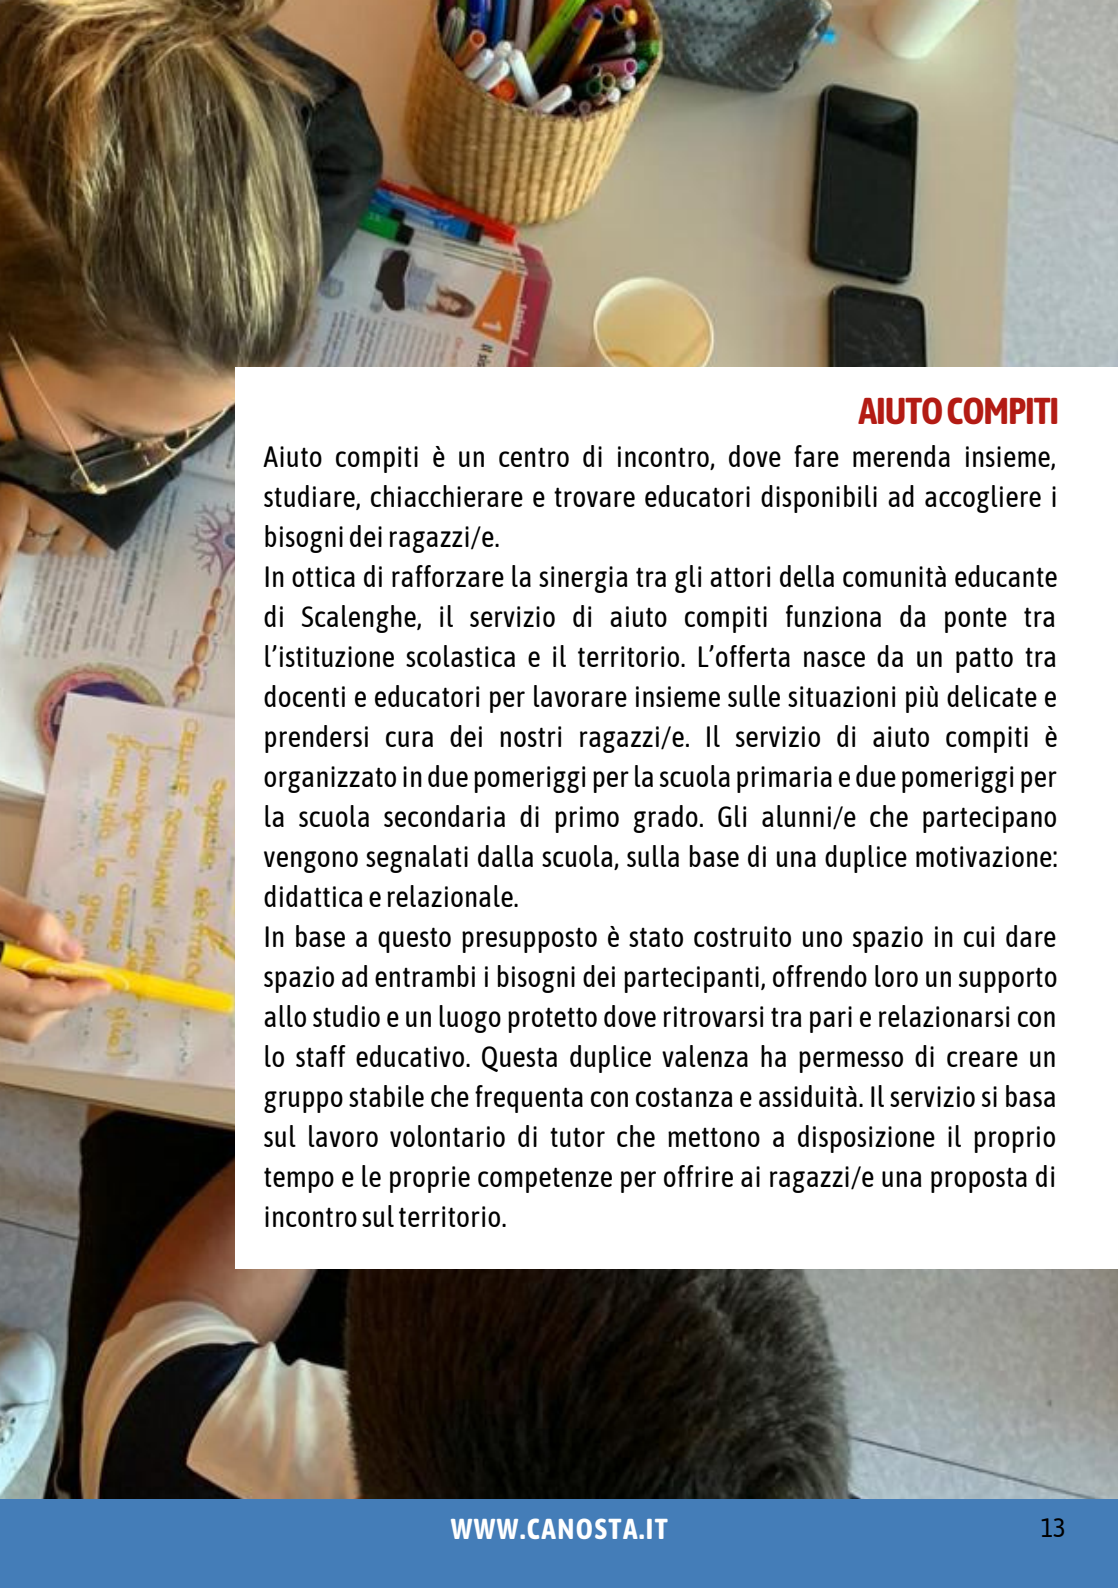 AIUTO COMPITI
Aiuto compiti è un centro di incontro, dove fare merenda insieme,
studiare, chiacchierare e trovare educatori disponibili ad accogliere i
bisogni dei ragazzi/e.
In ottica di rafforzare la sinergia tra gli attori della comunità educante
di Scalenghe, il servizio di aiuto compiti funziona da ponte tra
l’istituzione scolastica e il territorio. L’offerta nasce da un patto tra
docenti e educatori per lavorare insieme sulle situazioni più delicate e
prendersi cura dei nostri ragazzi/e. Il servizio di aiuto compiti è
organizzato in due pomeriggi per la scuola primaria e due pomeriggi per
la scuola secondaria di primo grado. Gli alunni/e che partecipano
vengono segnalati dalla scuola, sulla base di una duplice motivazione:
didattica e relazionale.
In base a questo presupposto è stato costruito uno spazio in cui dare
spazio ad entrambi i bisogni dei partecipanti, offrendo loro un supporto
allo studio e un luogo protetto dove ritrovarsi tra pari e relazionarsi con
lo staff educativo. Questa duplice valenza ha permesso di creare un
gruppo stabile che frequenta con costanza e assiduità. Il servizio si basa
sul lavoro volontario di tutor che mettono a disposizione il proprio
tempo e le proprie competenze per offrire ai ragazzi/e una proposta di
incontro sul territorio.
CELLULE SCHWANN
WWW.CANOSTA.IT
13